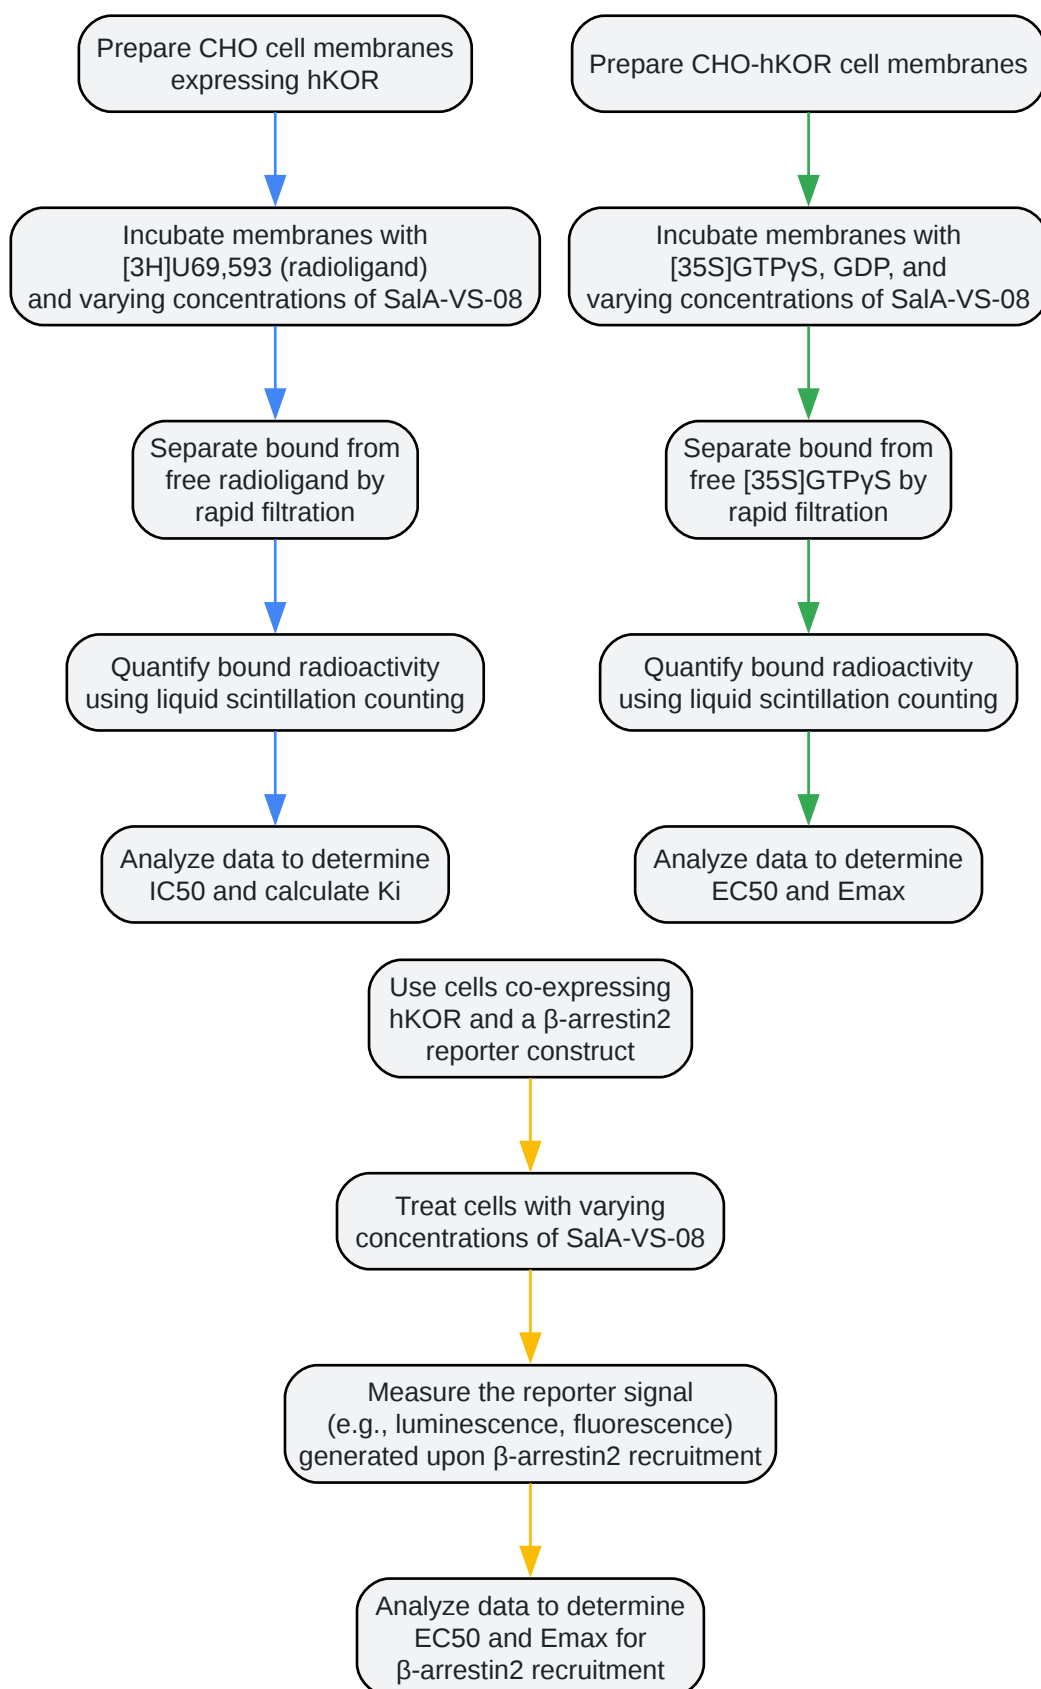 Prepare CHO cell membranes
expressing hKOR
Incubate membranes with
[3H]U69,593 (radioligand)
and varying concentrations of SalA-VS-08
Separate bound from
free radioligand by
rapid filtration
Quantify bound radioactivity
using liquid scintillation counting
Analyze data to determine
IC50 and calculate Ki
Prepare CHO-hKOR cell membranes
Incubate membranes with
[35S]GTPγS, GDP, and
varying concentrations of SalA-VS-08
Separate bound from
free [35S]GTPγS by
rapid filtration
Quantify bound radioactivity
using liquid scintillation counting
Analyze data to determine
EC50 and Emax
Use cells co-expressing
hKOR and a β-arrestin2
reporter construct
Treat cells with varying
concentrations of SalA-VS-08
Measure the reporter signal
(e.g., luminescence, fluorescence)
generated upon β-arrestin2 recruitment
Analyze data to determine
EC50 and Emax for
β-arrestin2 recruitment